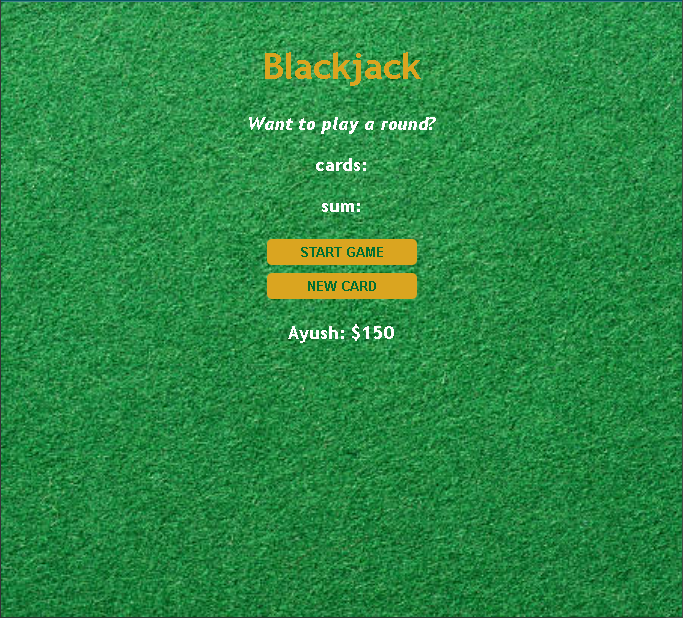 Blackjack
Want to play a round?
cards:
sum:
START GAME
NEW CARD
Ayush: $150